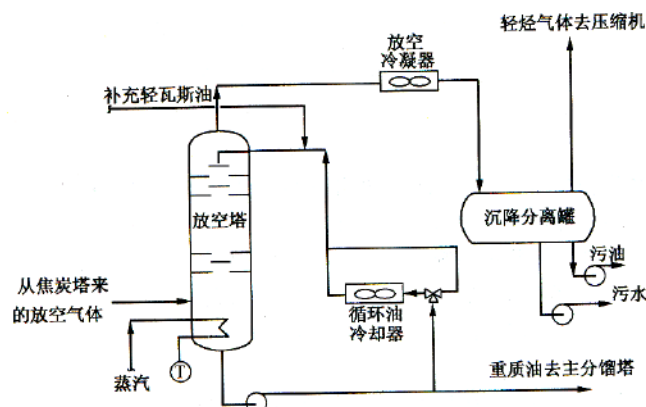 轻烃气体去压缩机
放空
冷凝器
补充轻瓦斯油
放空塔
沉降分离罐
污油
污水
从焦炭塔来
的放空气体
循环油
冷却器
蒸汽
T
重质油去主分馏塔